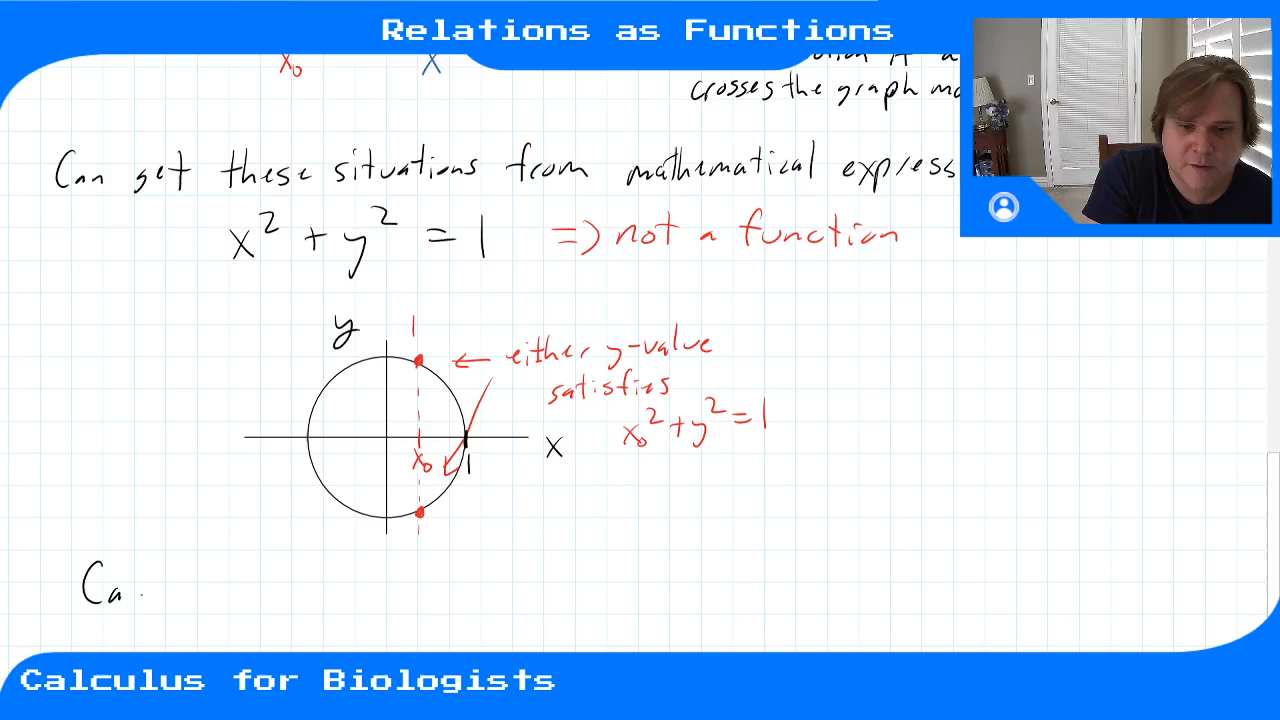 Relations as Functions
x₀ x
crosses the graph
Can get these situations from mathematical express
x² + y² = 1 => not a function
y
either y-value
satisfies
x₀² + y² = 1
x
x₀
1
Ca
Calculus for Biologists